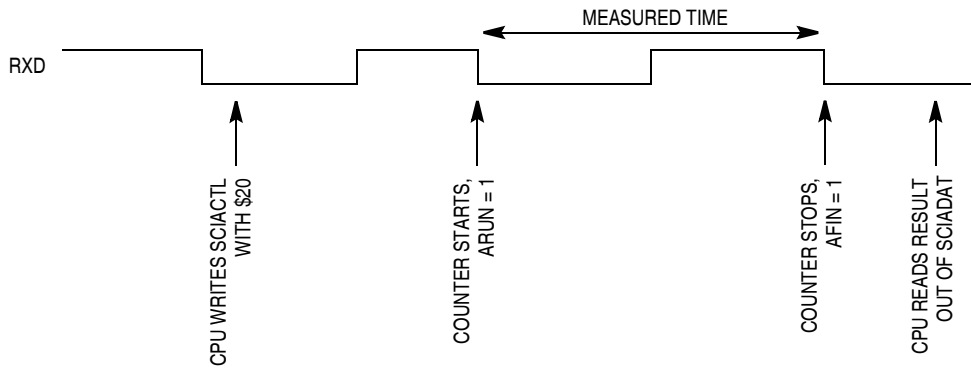 MEASURED TIME
RXD
CPU WRITES SCIACTL
WITH $20
COUNTER STARTS,
ARUN = 1
COUNTER STOPS,
AFIN = 1
CPU READS RESULT
OUT OF SCIADAT